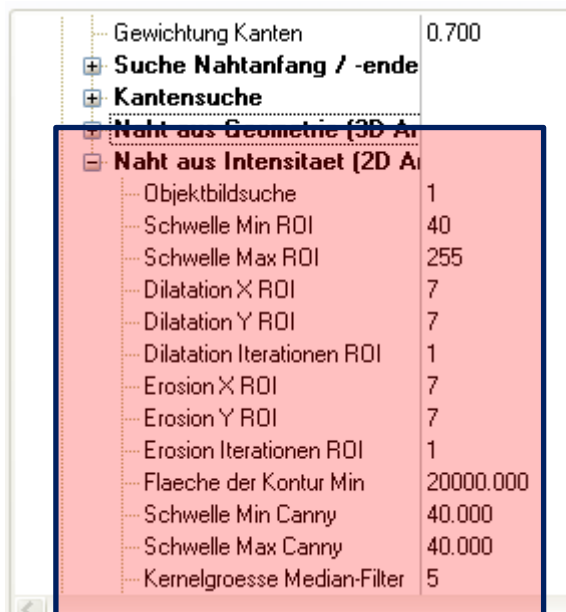 Gewichtung Kanten 0.700
Suche Nahtanfang / -ende
Kantensuche
Naht aus Geometrie (3D
Naht aus Intensitaet (2D
Objektbildsuche 1
Schwelle Min ROI 40
Schwelle Max ROI 255
Dilatation X ROI 7
Dilatation Y ROI 7
Dilatation Iterationen ROI 1
Erosion X ROI 7
Erosion Y ROI 7
Erosion Iterationen ROI 1
Flaeche der Kontur Min 20000.000
Schwelle Min Canny 40.000
Schwelle Max Canny 40.000
Kernelgroesse Median-Filter 5